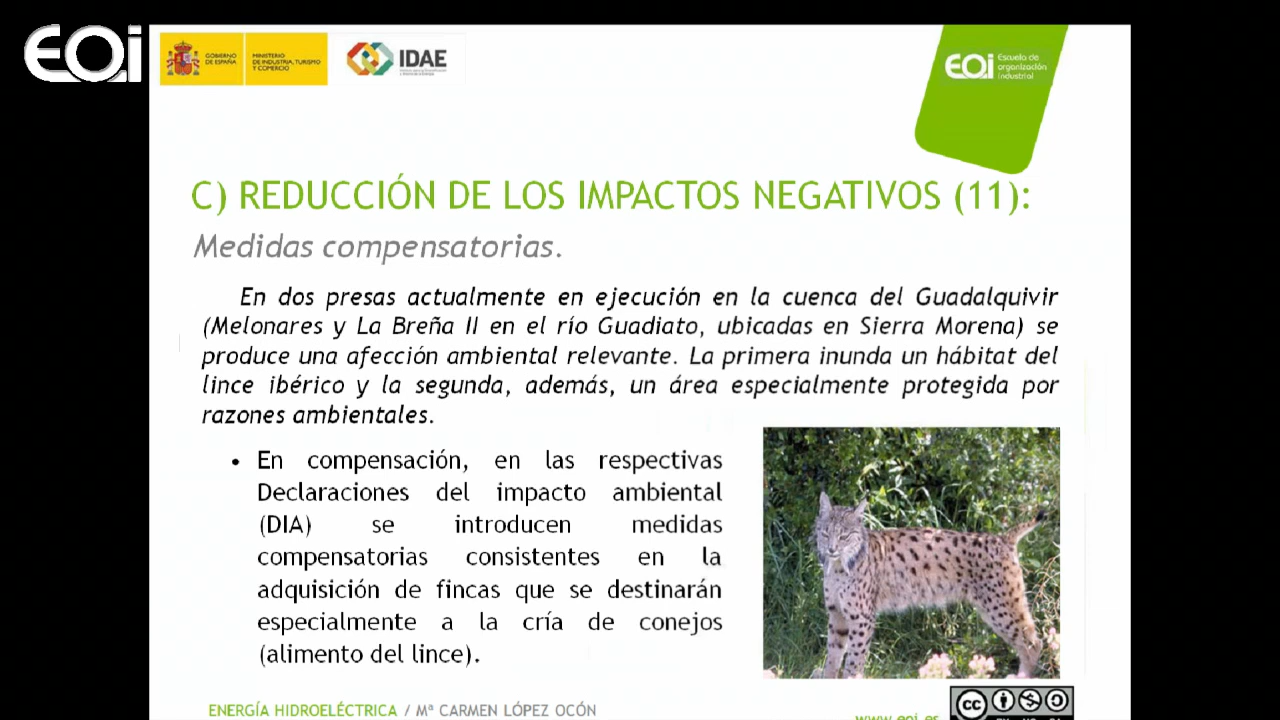 EOi
GOBIERNO
DE ESPAÑA
MINISTERIO
DE INDUSTRIA, TURISMO
Y COMERCIO
IDAE
EOi
Escuela de
organización
industrial
C) REDUCCIÓN DE LOS IMPACTOS NEGATIVOS (11):
Medidas compensatorias.
En dos presas actualmente en ejecución en la cuenca del Guadalquivir
(Melonares y La Breña II en el río Guadiato, ubicadas en Sierra Morena) se
produce una afección ambiental relevante. La primera inunda un hábitat del
lince ibérico y la segunda, además, un área especialmente protegida por
razones ambientales.
• En compensación, en las respectivas
Declaraciones del impacto ambiental
(DIA) se introducen medidas
compensatorias consistentes en la
adquisición de fincas que se destinarán
especialmente a la cría de conejos
(alimento del lince).
ENERGÍA HIDROELÉCTRICA / Mª CARMEN LÓPEZ OCÓN
www.eoi.es
cc